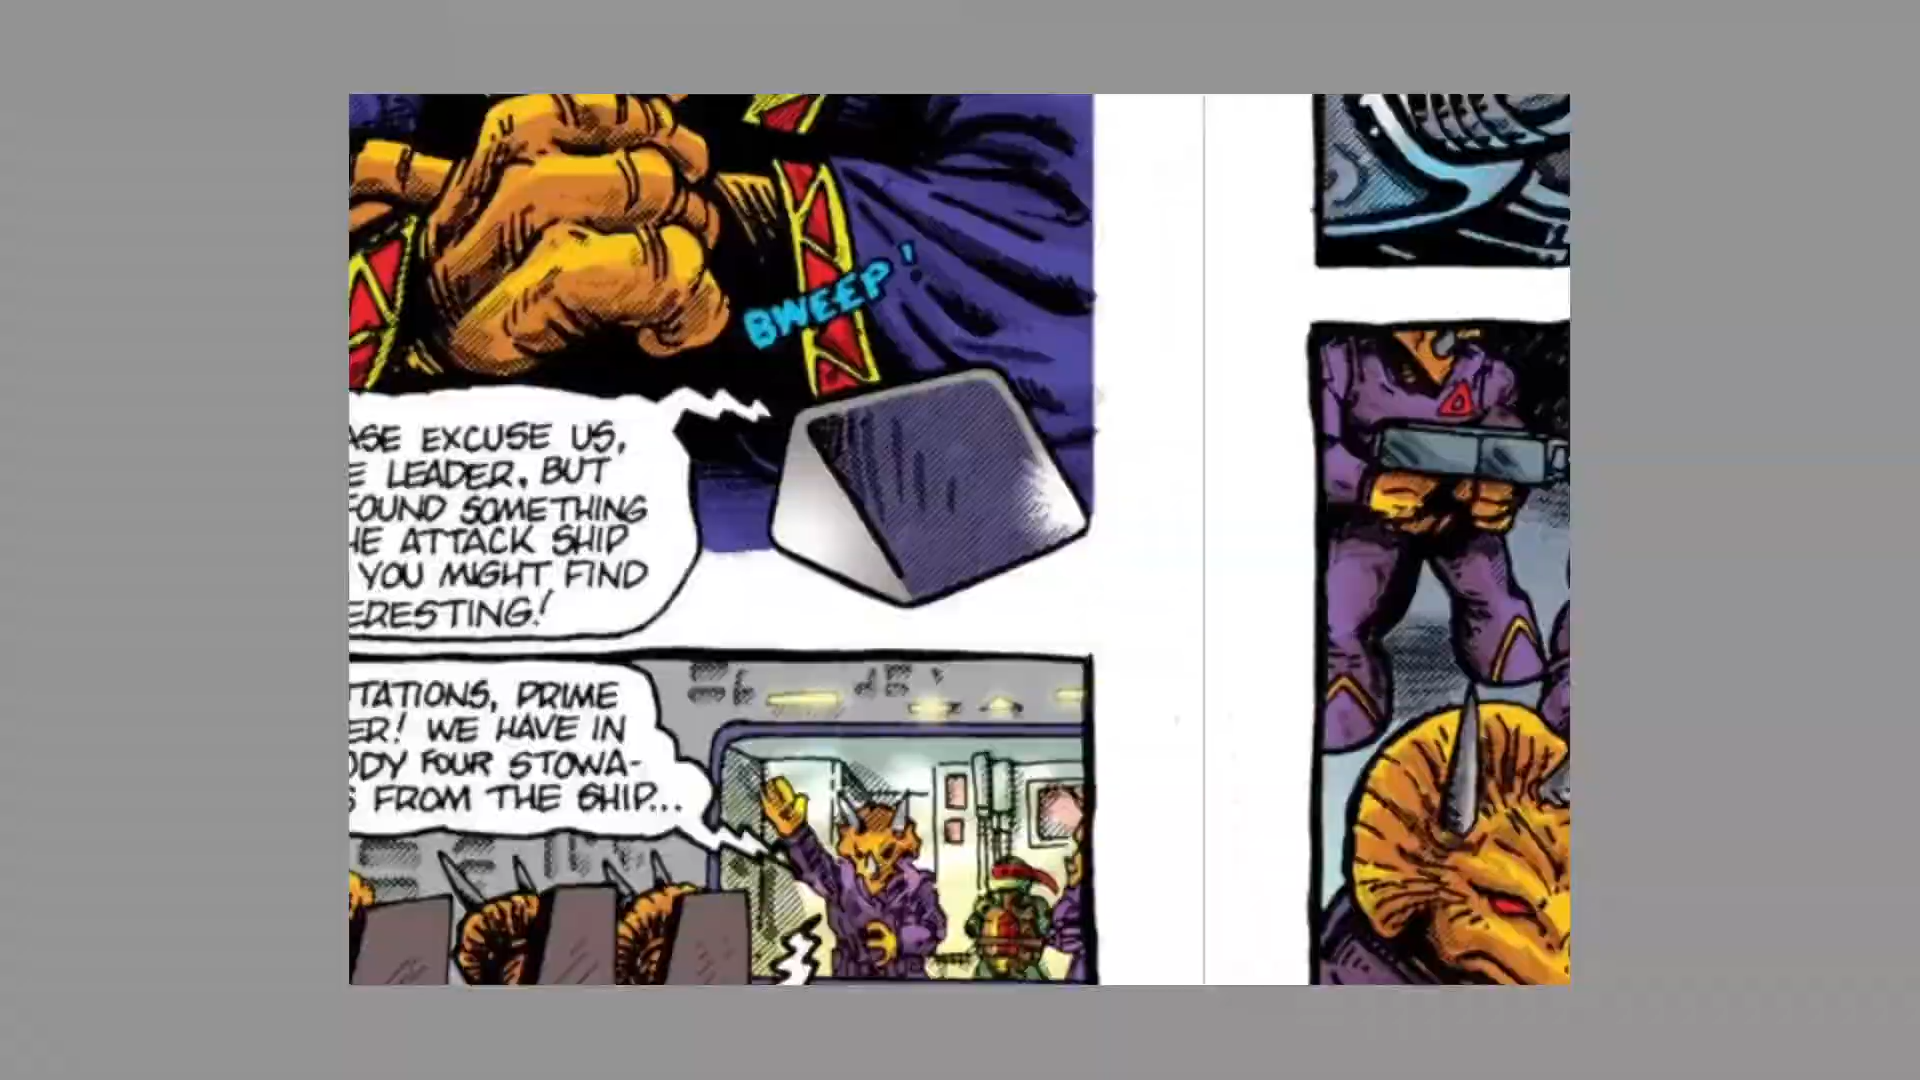 BWEEP!
ASE EXCUSE US,
E LEADER, BUT
FOUND SOMETHING
HE ATTACK SHIP
YOU MIGHT FIND
ERESTING!
TATIONS, PRIME
ER! WE HAVE IN
ODY FOUR STOWA-
S FROM THE SHIP...